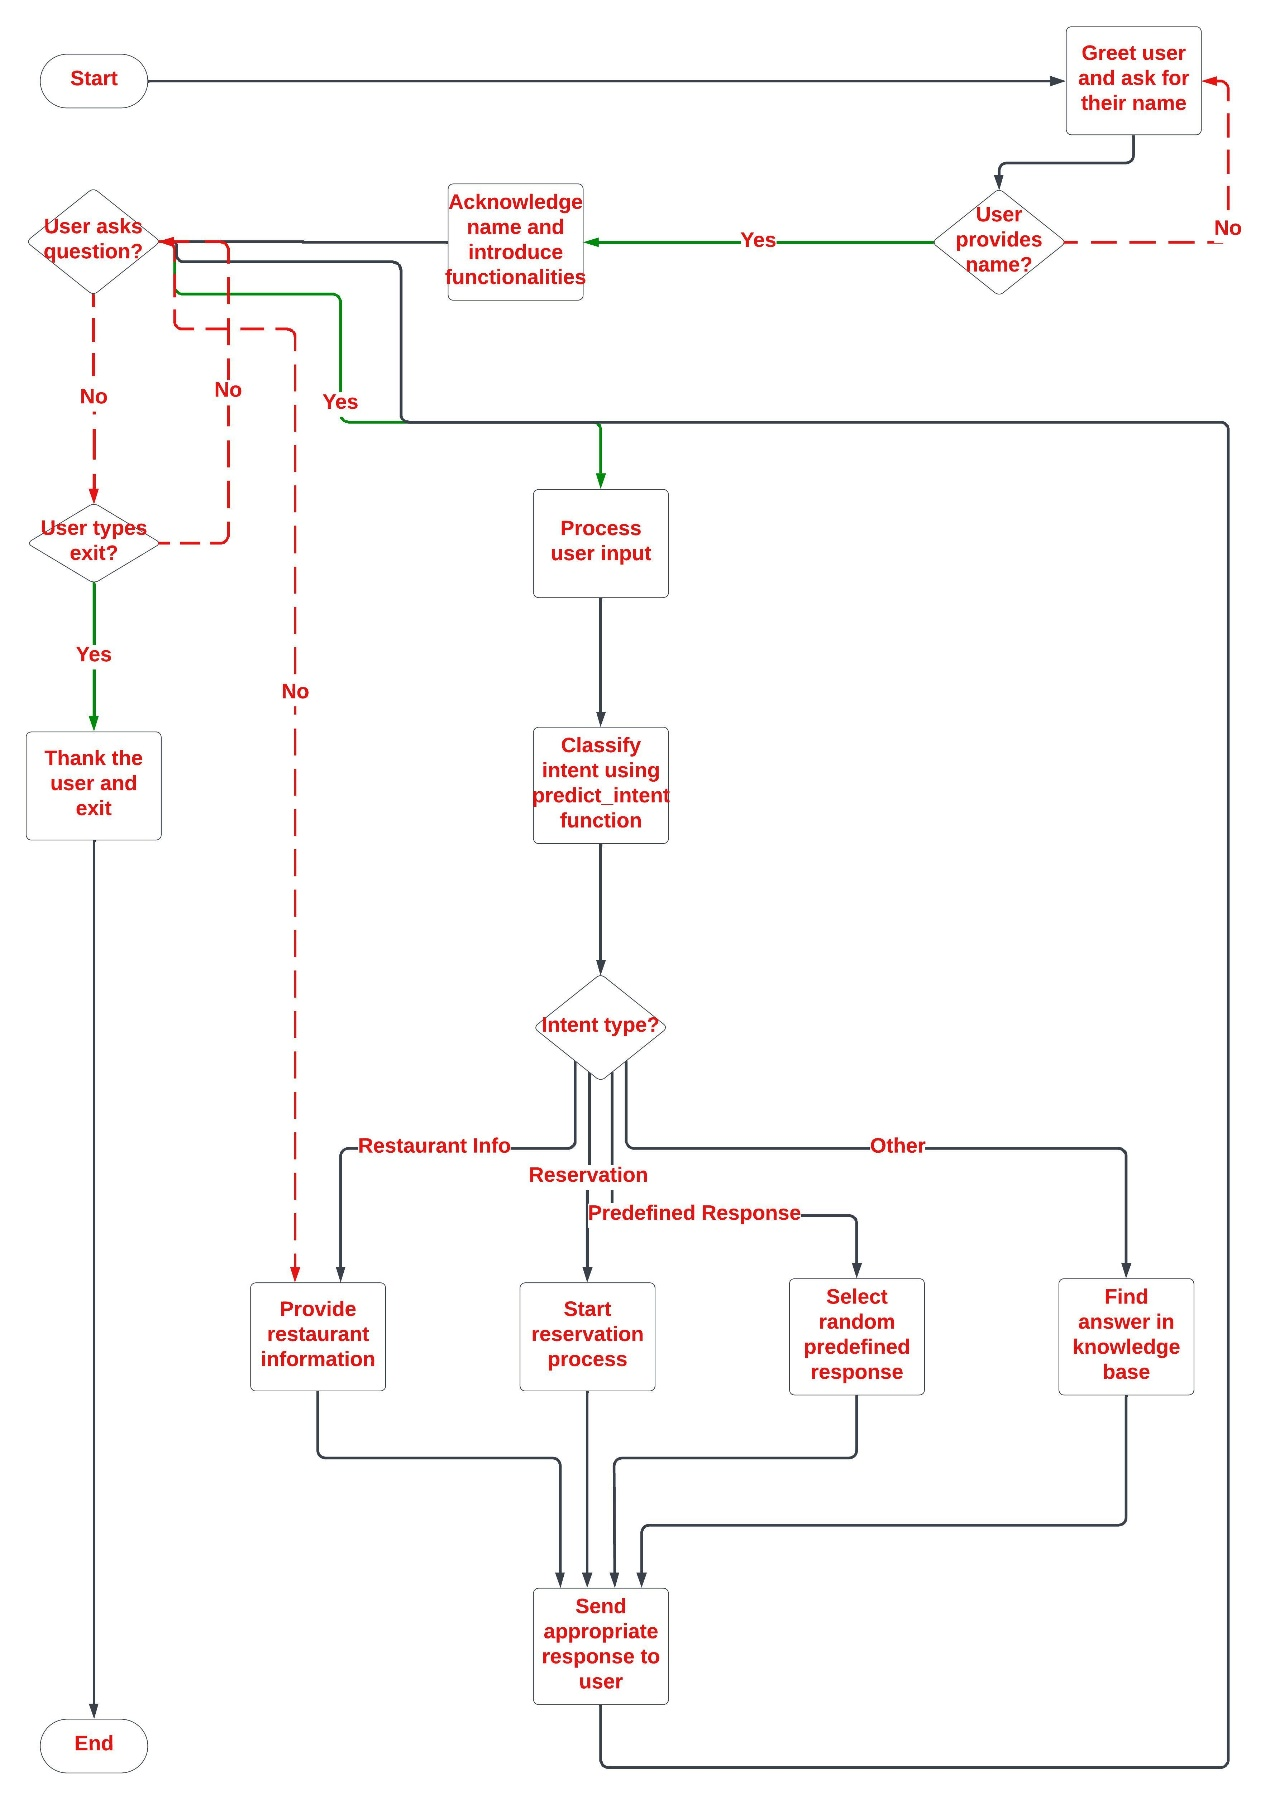 Start
Greet user
and ask for
their name
User asks
question?
Acknowledge
name and
introduce
functionalities
Yes
User
provides
name?
No
No
No
Yes
User types
exit?
Process
user input
Yes
No
Thank the
user and
exit
Classify
intent using
predict_intent
function
Intent type?
Restaurant Info
Reservation
Predefined Response
Other
Provide
restaurant
information
Start
reservation
process
Select
random
predefined
response
Find
answer in
knowledge
base
Send
appropriate
response to
user
End